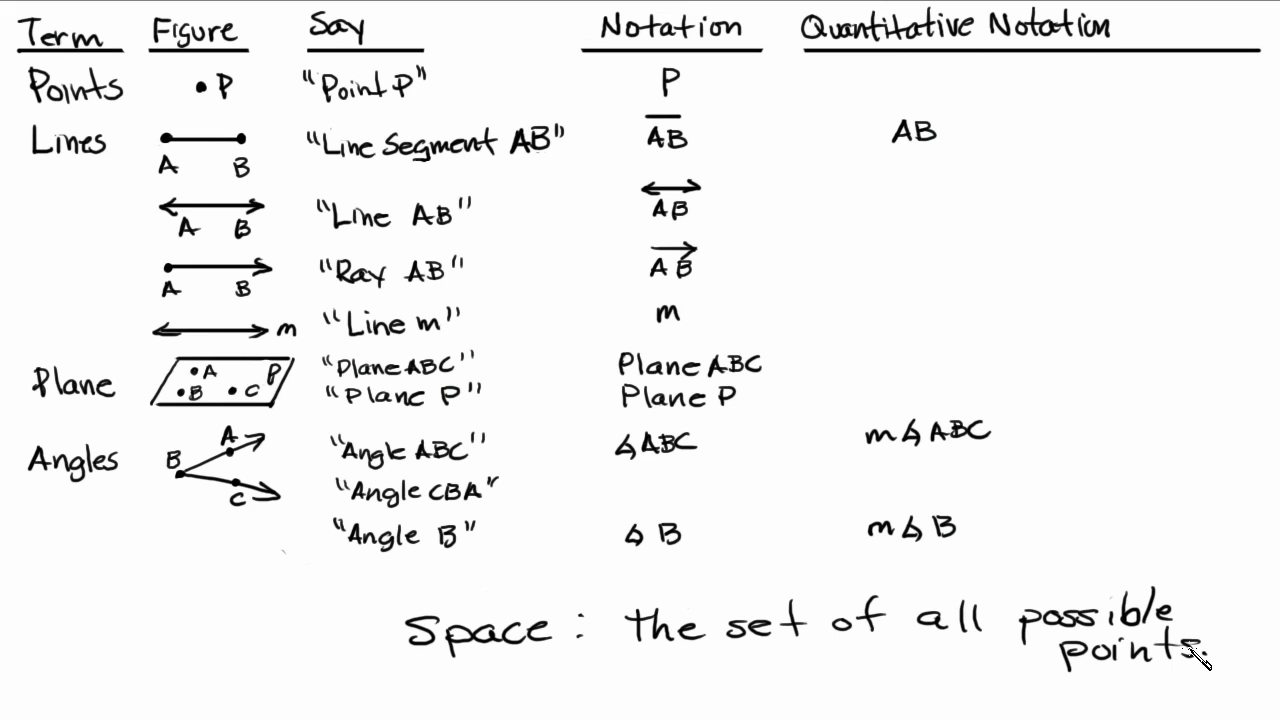 Term Figure Say Notation Quantitative Notation
Points P "Point P" P
Lines A B "Line Segment AB" AB AB
A B "Line AB" AB
A B "Ray AB" AB
m "Line m" m
Plane A B C P "Plane ABC" Plane ABC
"Plane P" Plane P
Angles A B C "Angle ABC" ∡ABC m∡ABC
"Angle CBA"
"Angle B" ∡B m∡B
Space: the set of all possible
points.